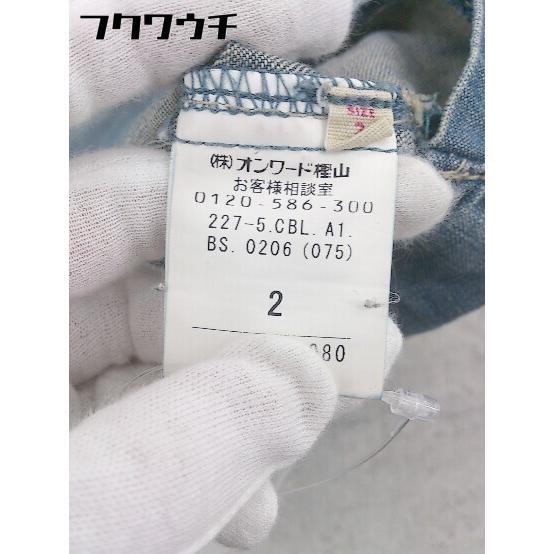 フクワウチ
SIZE
2
(株)オンワード樫山
お客様相談室
0120-586-300
227-5.CBL.A1.
BS.0206(075)
2
080